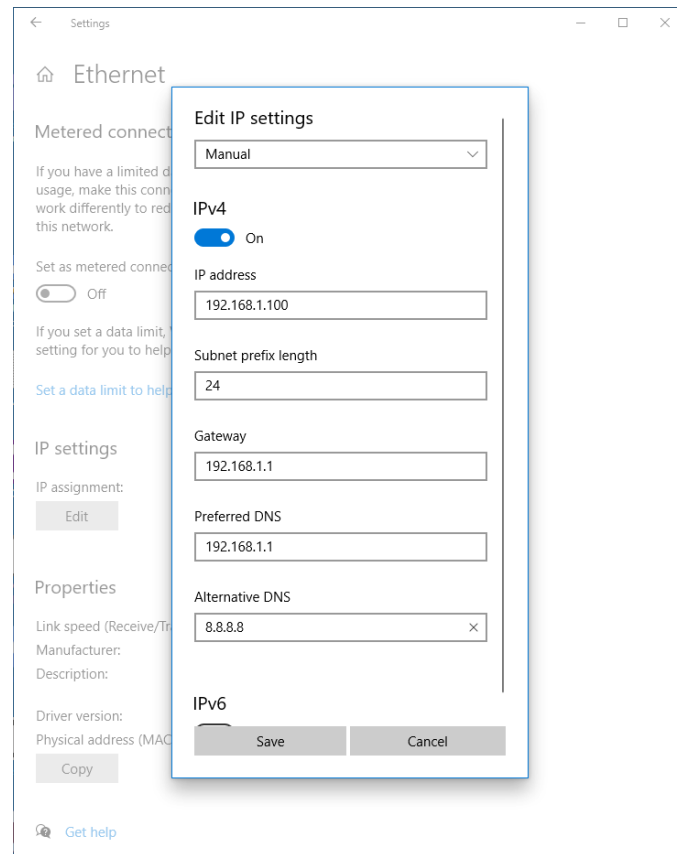 Settings
Ethernet
Metered connect
If you have a limited d
usage, make this conn
work differently to red
this network.
Set as metered connec
Off
If you set a data limit,
setting for you to help
Set a data limit to help
IP settings
IP assignment:
Edit
Properties
Link speed (Receive/Tra
Manufacturer:
Description:
Driver version:
Physical address (MAC
Copy
Get help
Edit IP settings
Manual
IPv4
On
IP address
192.168.1.100
Subnet prefix length
24
Gateway
192.168.1.1
Preferred DNS
192.168.1.1
Alternative DNS
8.8.8.8
IPv6
Save
Cancel